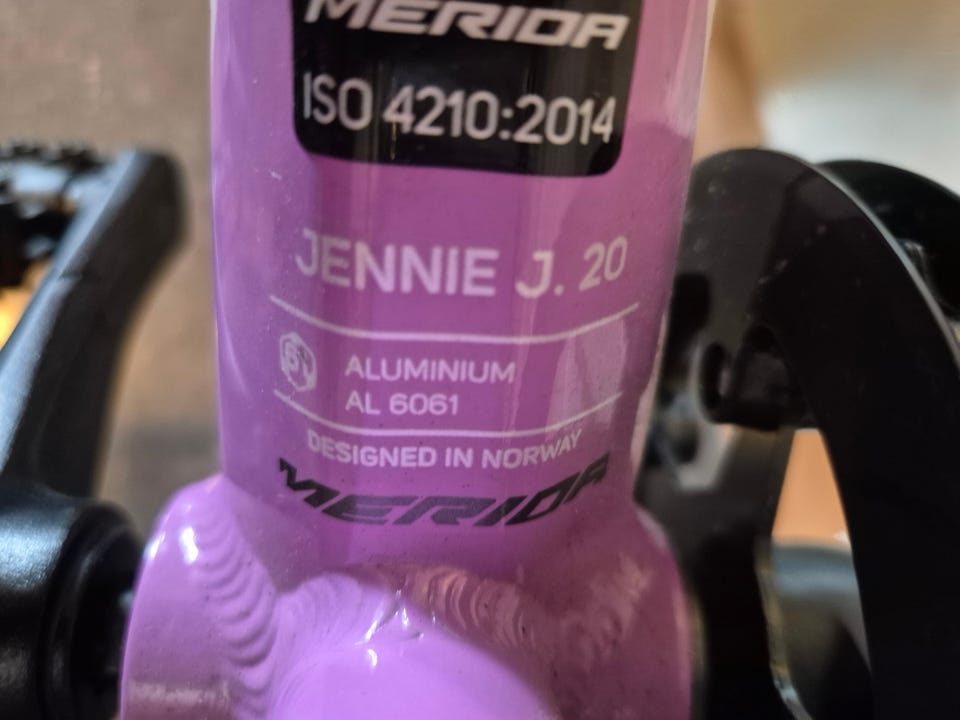 MERIDA
ISO 4210:2014
JENNIE J. 20
ALUMINIUM
AL 6061
DESIGNED IN NORWAY
MERIDA